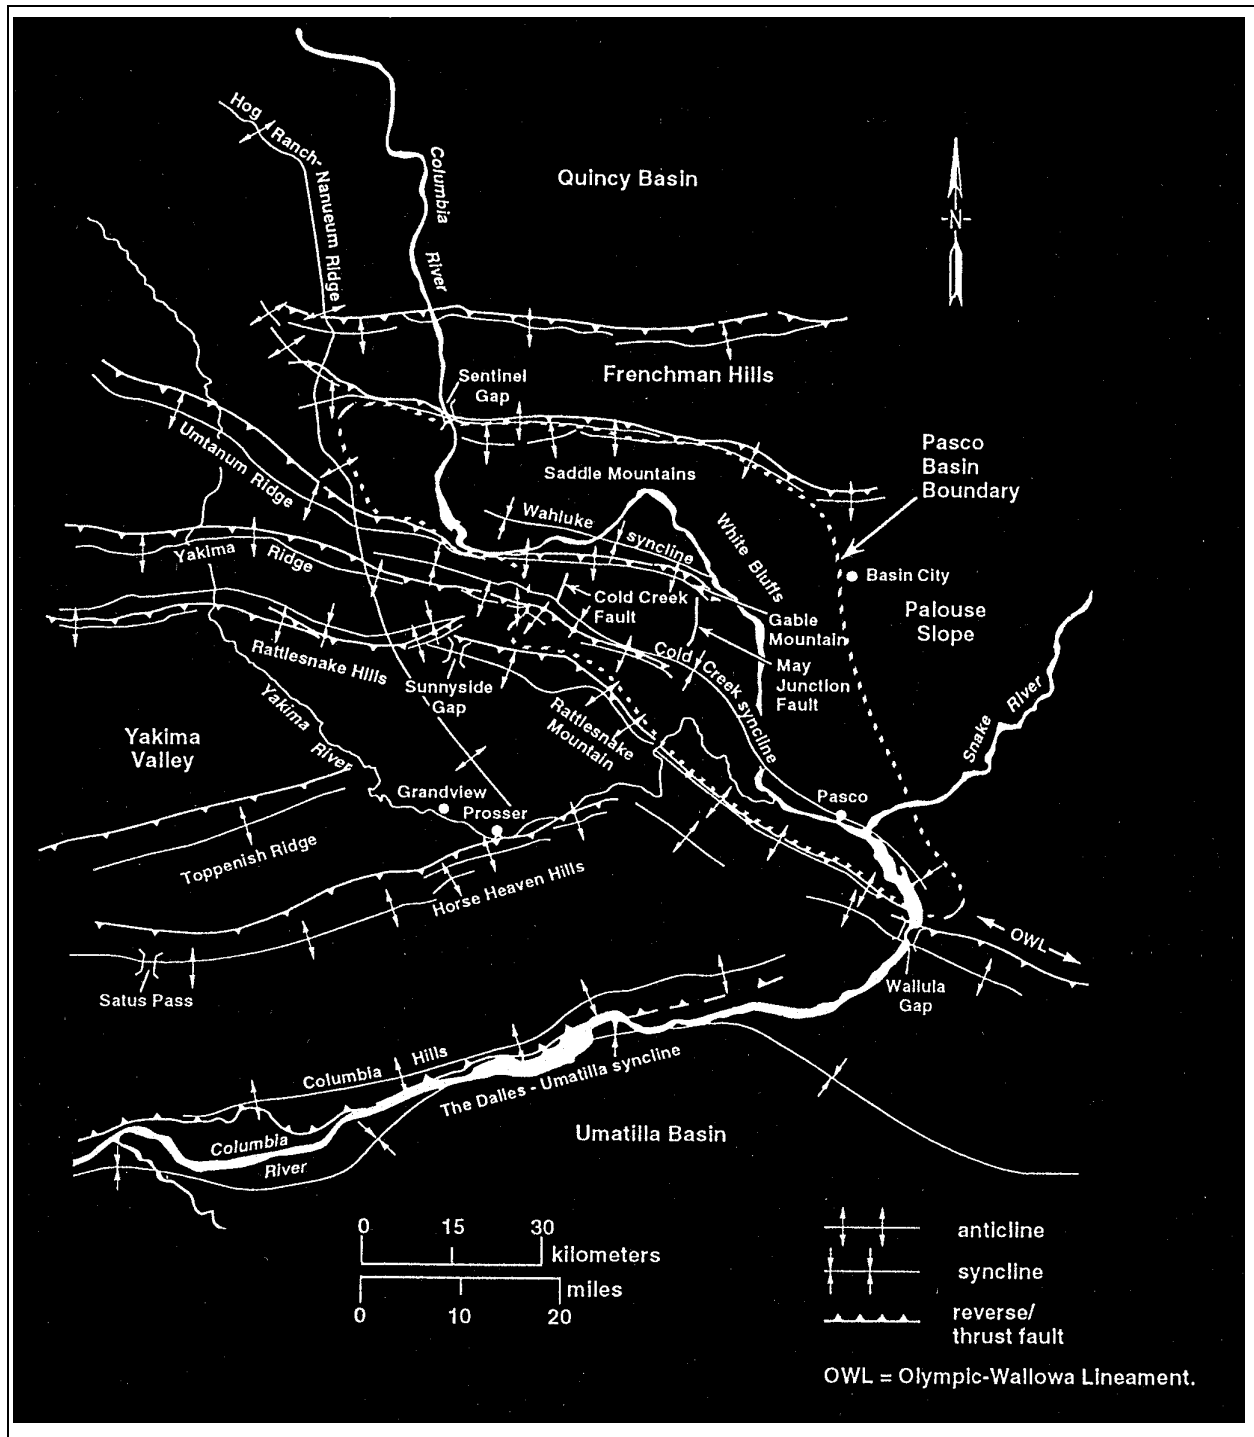 Hog
Ranch-
Nanueum Ridge
Columbia
River
Quincy Basin
-N-
Sentinel
Gap
Frenchman Hills
Umtanum Ridge
Saddle Mountains
Pasco
Basin
Boundary
Wahluke
syncline
White Bluffs
Yakima
Ridge
Basin City
Cold Creek
Fault
Palouse
Slope
Gable
Mountain
Rattlesnake Hills
Cold Creek syncline
May
Junction
Fault
Sunnyside
Gap
Yakima
River
Rattlesnake
Mountain
Snake River
Yakima
Valley
Grandview
Prosser
Pasco
Toppenish Ridge
Horse Heaven Hills
OWL
Satus Pass
Wallula
Gap
Columbia Hills
The Dalles - Umatilla syncline
Columbia
River
Umatilla Basin
0 15 30
kilometers
miles
0 10 20
anticline
syncline
reverse/
thrust fault
OWL = Olympic-Wallowa Lineament.